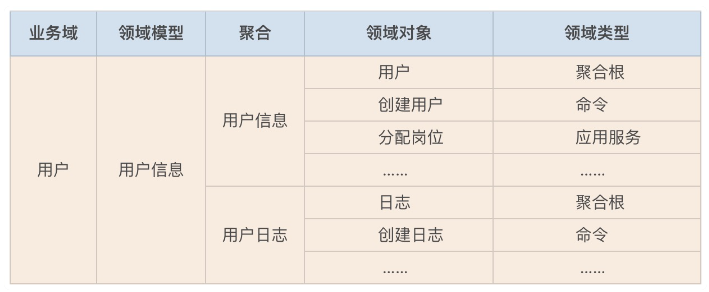 业务域 领域模型 聚合 领域对象 领域类型
用户 用户信息 用户信息 用户 聚合根
创建用户 命令
分配岗位 应用服务
…… ……
用户日志 日志 聚合根
创建日志 命令
…… ……